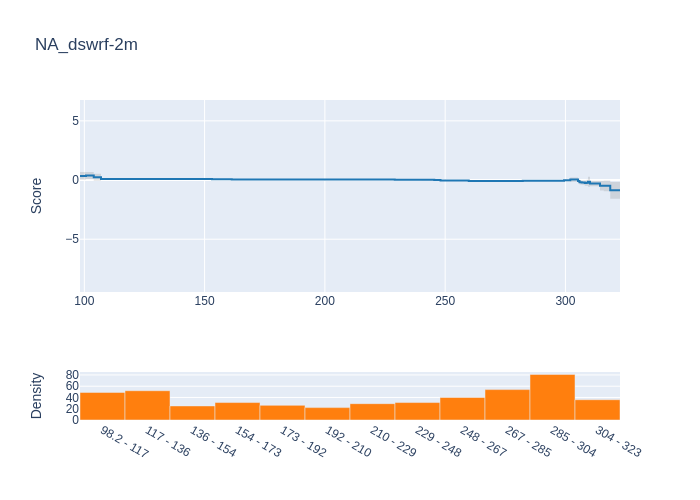 NA_dswrf-2m
5
0
−5
Score
100 150 200 250 300
80
60
40
20
0
Density
98.2 - 117
117 - 136
136 - 154
154 - 173
173 - 192
192 - 210
210 - 229
229 - 248
248 - 267
267 - 285
285 - 304
304 - 323